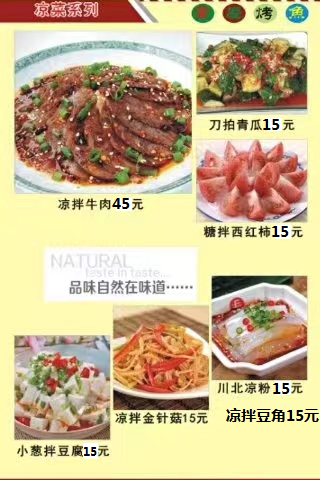 凉菜系列
烤鱼
刀拍青瓜15元
凉拌牛肉45元
糖拌西红柿15元
NATURAL
taste in taste....
品味自然在味道······
川北凉粉15元
凉拌豆角15元
凉拌金针菇15元
小葱拌豆腐15元